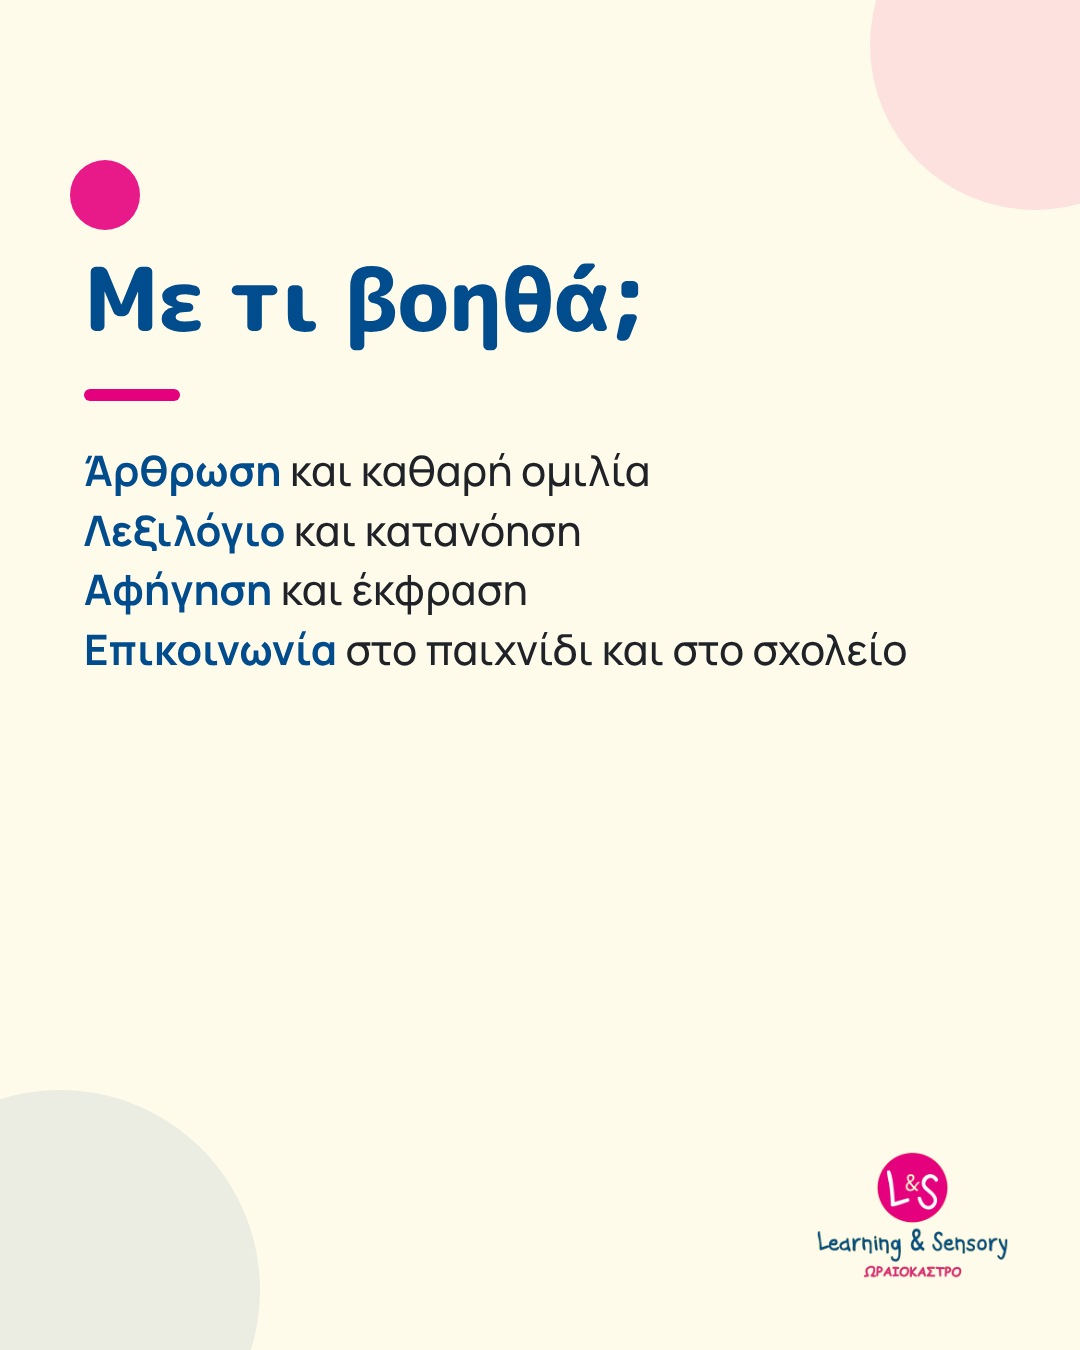 Με τι βοηθά;
Άρθρωση και καθαρή ομιλία
Λεξιλόγιο και κατανόηση
Αφήγηση και έκφραση
Επικοινωνία στο παιχνίδι και στο σχολείο
L&S
Learning & Sensory
ΩΡΑΙΟΚΑΣΤΡΟ